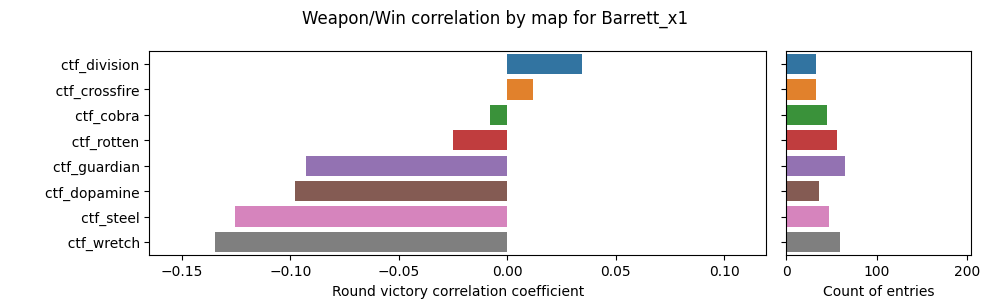 Weapon/Win correlation by map for Barrett_x1
ctf_division
ctf_crossfire
ctf_cobra
ctf_rotten
ctf_guardian
ctf_dopamine
ctf_steel
ctf_wretch
−0.15 −0.10 −0.05 0.00 0.05 0.10
Round victory correlation coefficient
0 100 200
Count of entries